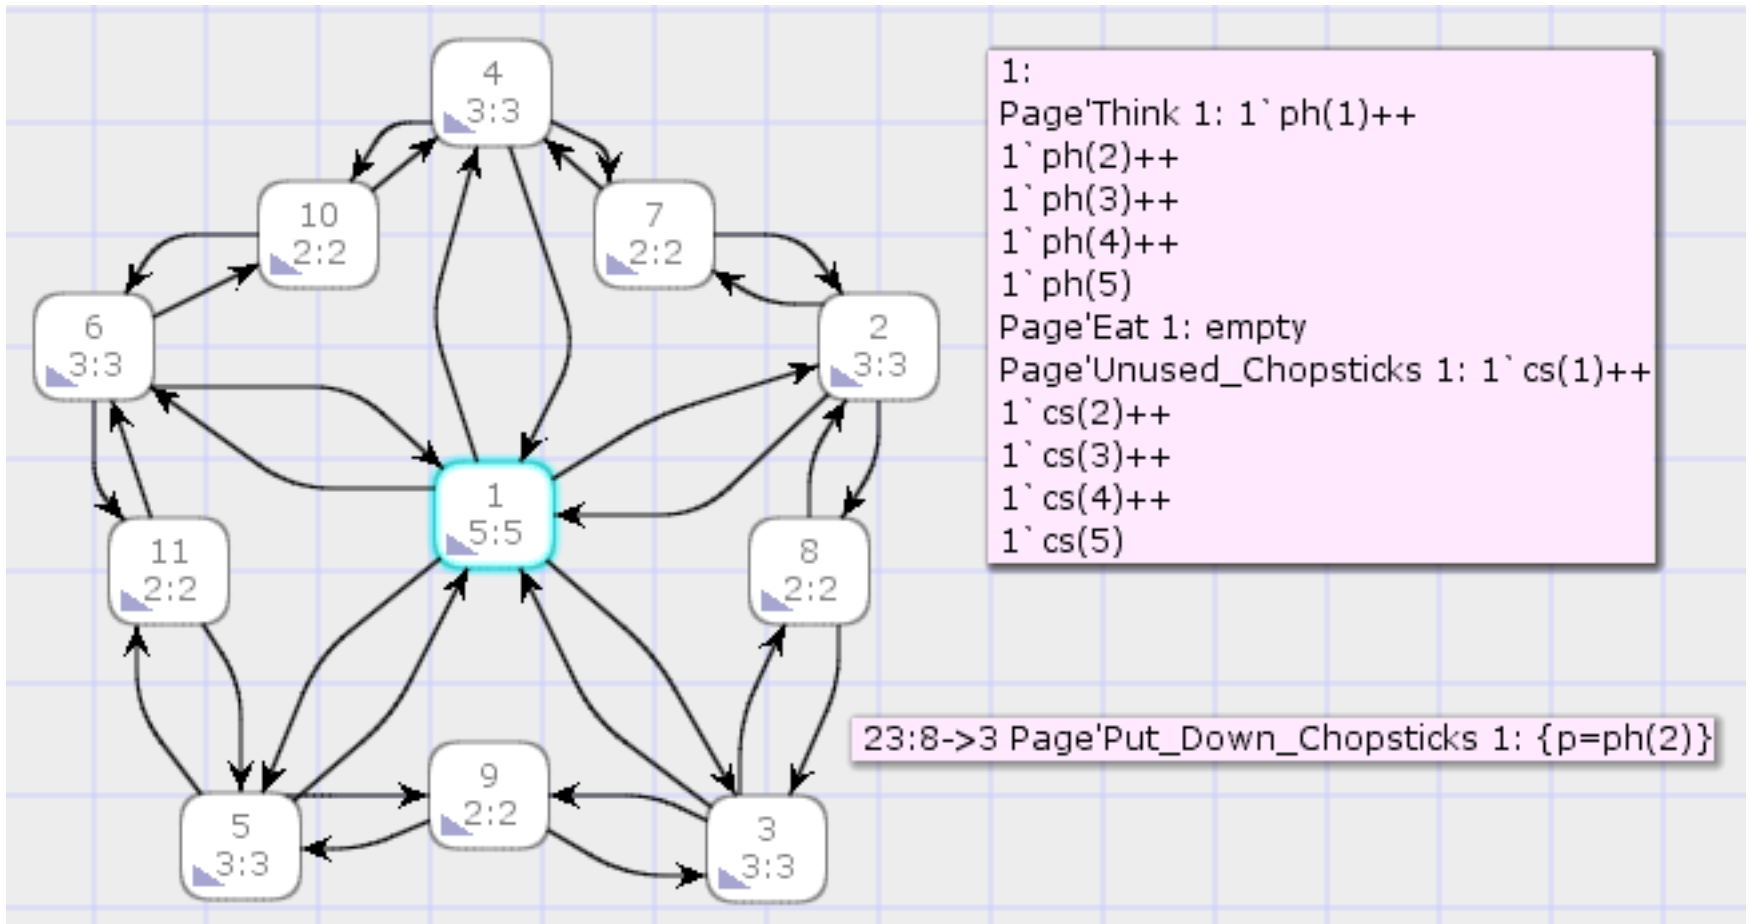 4
3:3
10
2:2
7
2:2
6
3:3
2
3:3
1
5:5
11
2:2
8
2:2
9
2:2
5
3:3
3
3:3
1:
Page'Think 1: 1`ph(1)++
1`ph(2)++
1`ph(3)++
1`ph(4)++
1`ph(5)
Page'Eat 1: empty
Page'Unused_Chopsticks 1: 1`cs(1)++
1`cs(2)++
1`cs(3)++
1`cs(4)++
1`cs(5)
23:8->3 Page'Put_Down_Chopsticks 1: {p=ph(2)}